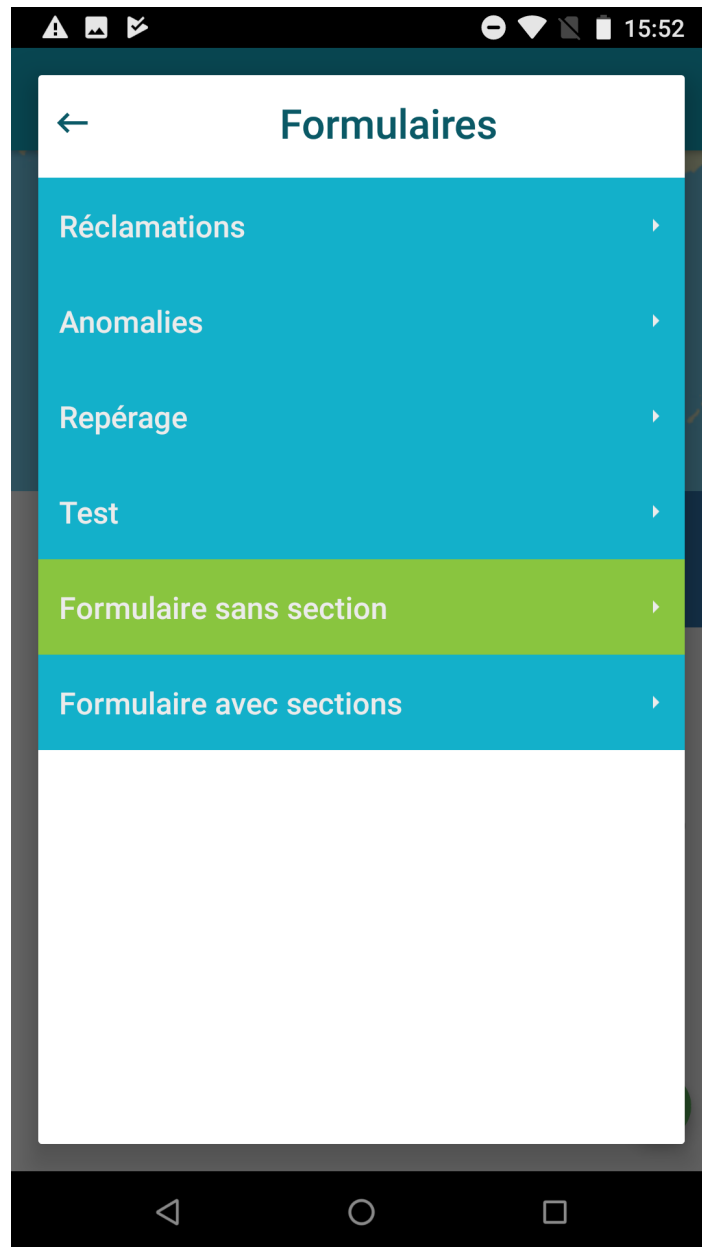 15:52
Formulaires
Réclamations
Anomalies
Repérage
Test
Formulaire sans section
Formulaire avec sections